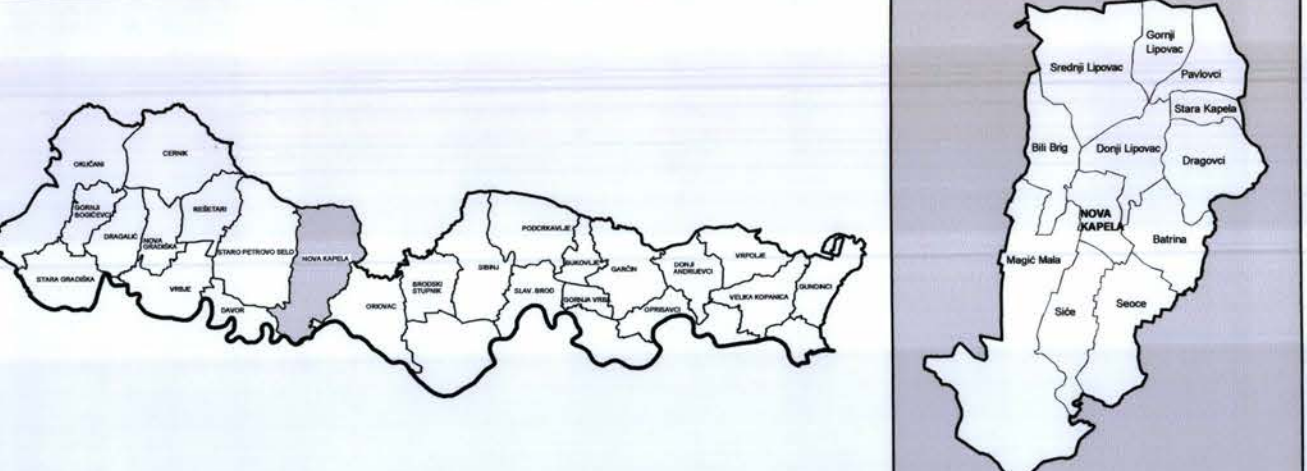 OKUČANI
CERNIK
GORNJI
BOGIĆEVCI
REŠETARI
DRAGALIĆ
NOVA
GRADIŠKA
STARO PETROVO SELO
NOVA KAPELA
STARA GRADIŠKA
VRBJE
DAVOR
ORIOVAC
BRODSKI
STUPNIK
SIBINJ
PODCRKAVLJE
BUKOVLJE
GARČIN
SLAV. BROD
GORNJA VRBA
DONJI
ANDRIJEVCI
OPRISAVCI
VRPOLJE
VELIKA KOPANICA
GUNDINCI
Gornji
Lipovac
Srednji Lipovac
Pavlovci
Stara Kapela
Bili Brig
Donji Lipovac
Dragovci
NOVA
KAPELA
Batrina
Magić Mala
Siče
Seoce